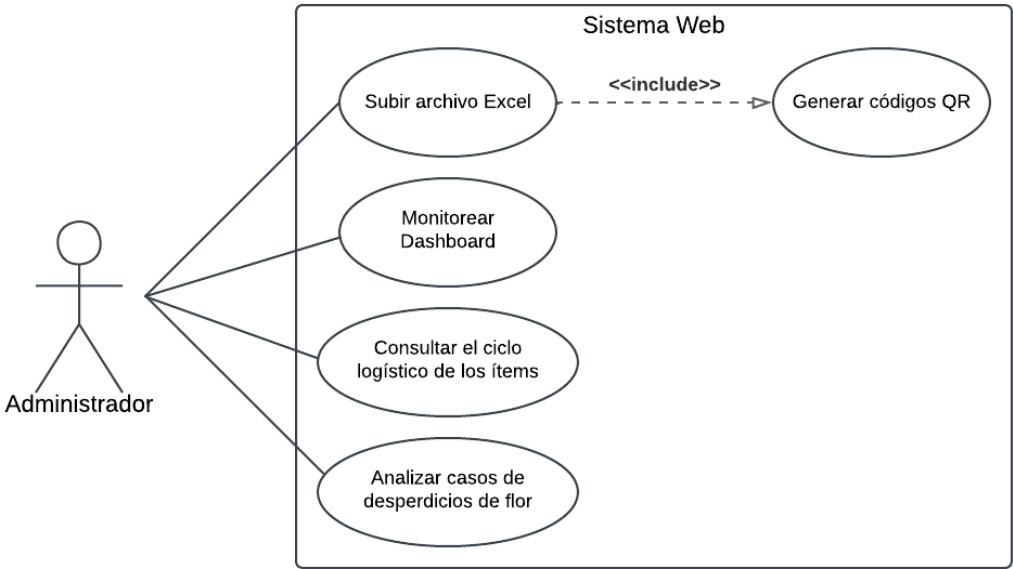 Sistema Web
Subir archivo Excel
<<include>>
Generar códigos QR
Monitorear
Dashboard
Consultar el ciclo
logístico de los ítems
Analizar casos de
desperdicios de flor
Administrador